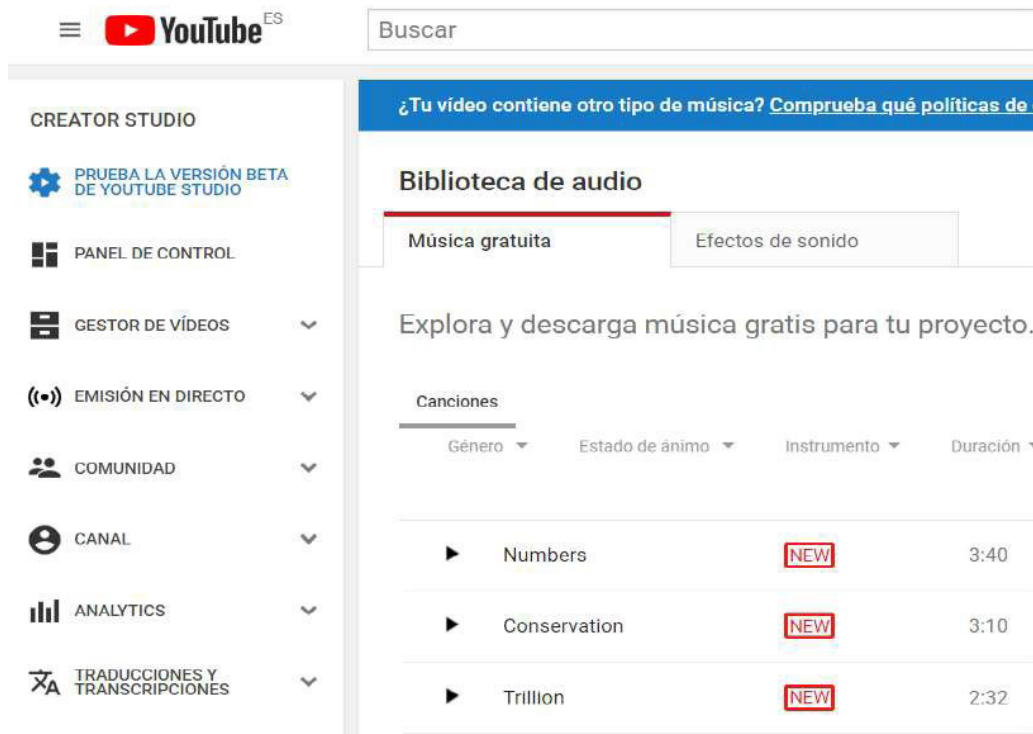 YouTube ES
Buscar
CREATOR STUDIO
PRUEBA LA VERSIÓN BETA
DE YOUTUBE STUDIO
PANEL DE CONTROL
GESTOR DE VÍDEOS
EMISIÓN EN DIRECTO
COMUNIDAD
CANAL
ANALYTICS
TRADUCCIONES Y
TRANSCRIPCIONES
¿Tu vídeo contiene otro tipo de música? Comprueba qué políticas de
Biblioteca de audio
Música gratuita Efectos de sonido
Explora y descarga música gratis para tu proyecto.
Canciones
Género Estado de ánimo Instrumento Duración
Numbers NEW 3:40
Conservation NEW 3:10
Trillion NEW 2:32